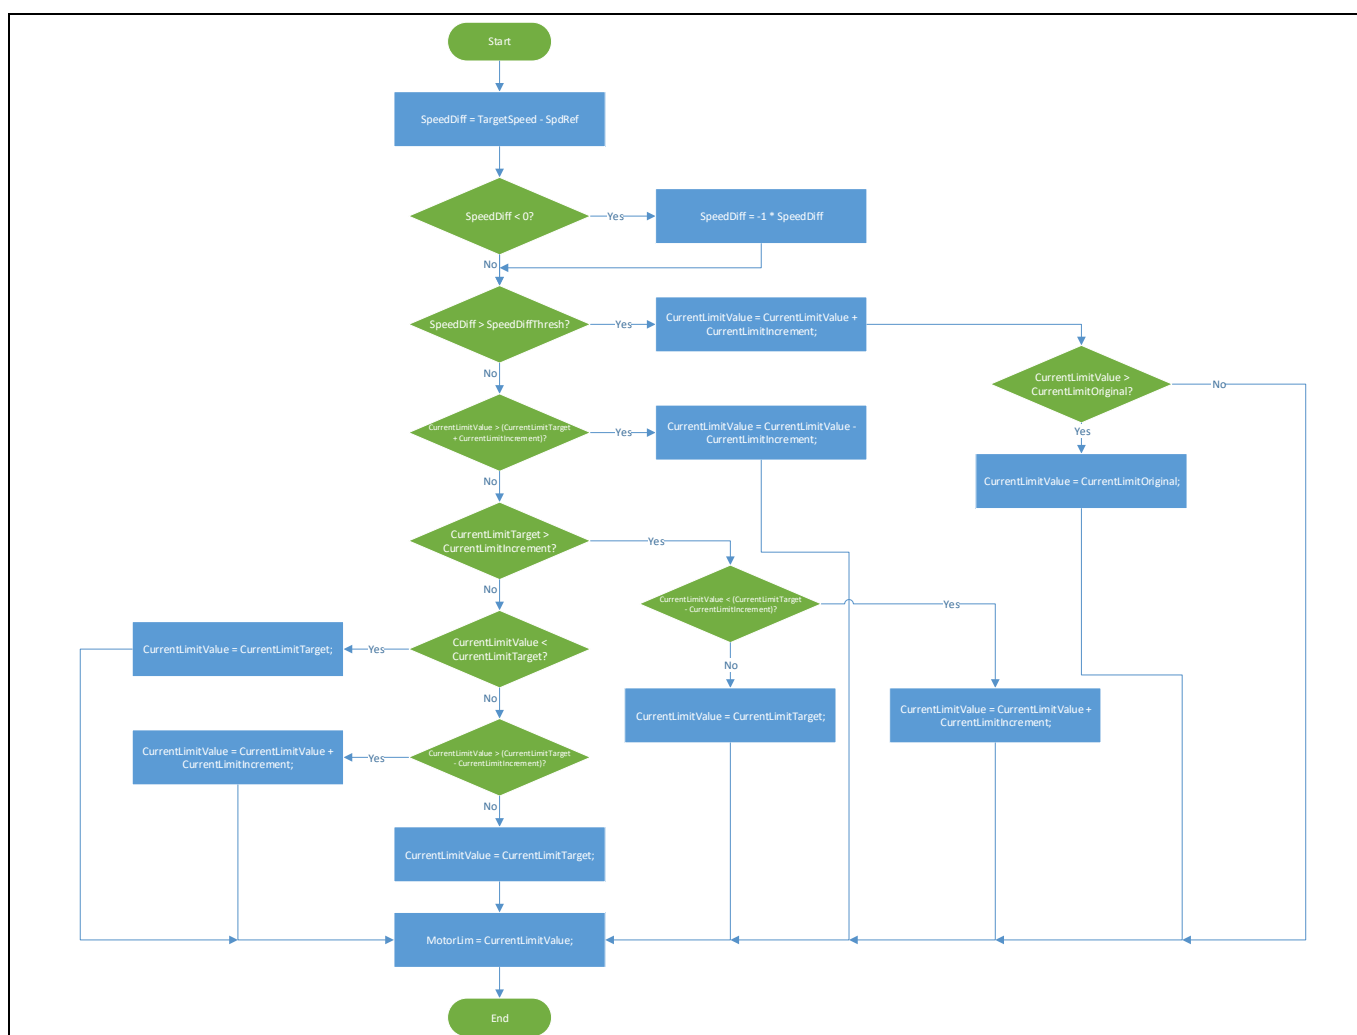 Start
SpeedDiff = TargetSpeed - SpdRef
SpeedDiff < 0?
Yes
SpeedDiff = -1 * SpeedDiff
No
SpeedDiff > SpeedDiffThresh?
Yes
CurrentLimitValue = CurrentLimitValue +
CurrentLimitIncrement;
CurrentLimitValue >
CurrentLimitOriginal?
No
Yes
CurrentLimitValue = CurrentLimitOriginal;
No
CurrentLimitValue > (CurrentLimitTarget
+ CurrentLimitIncrement)?
Yes
CurrentLimitValue = CurrentLimitValue -
CurrentLimitIncrement;
No
CurrentLimitTarget >
CurrentLimitIncrement?
Yes
CurrentLimitValue < (CurrentLimitTarget
- CurrentLimitIncrement)?
Yes
No
CurrentLimitValue = CurrentLimitTarget;
CurrentLimitValue = CurrentLimitValue +
CurrentLimitIncrement;
No
CurrentLimitValue <
CurrentLimitTarget?
Yes
CurrentLimitValue = CurrentLimitTarget;
No
CurrentLimitValue > (CurrentLimitTarget
- CurrentLimitIncrement)?
Yes
CurrentLimitValue = CurrentLimitValue +
CurrentLimitIncrement;
No
CurrentLimitValue = CurrentLimitTarget;
MotorLim = CurrentLimitValue;
End